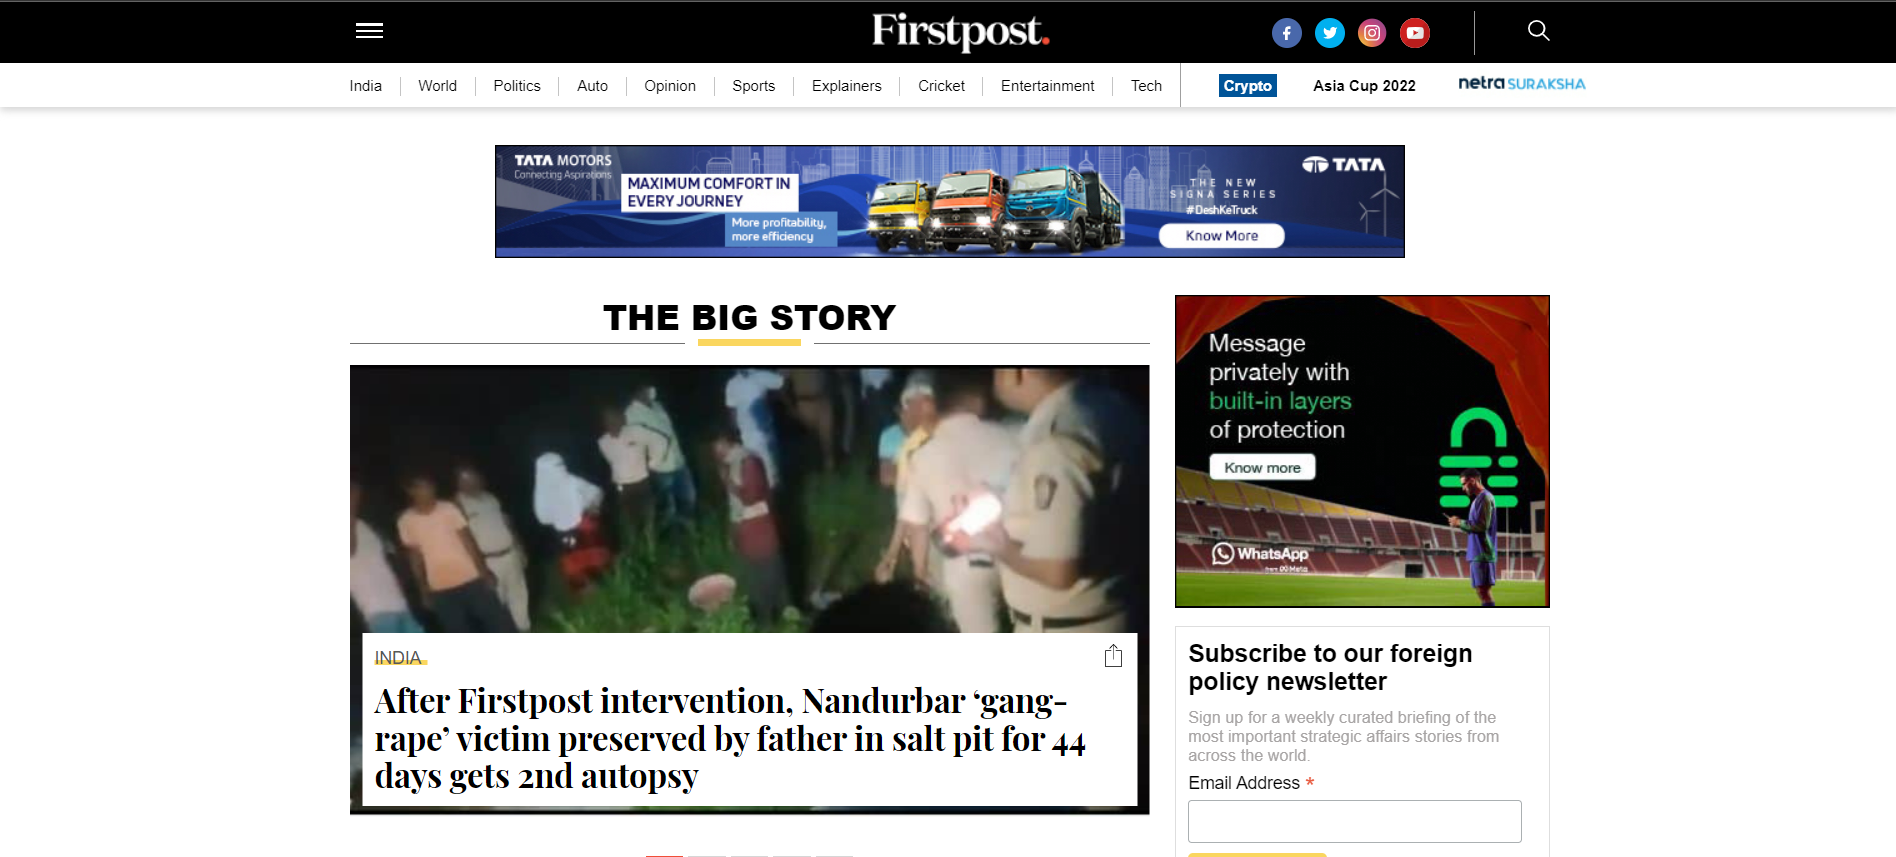 Firstpost.
India World Politics Auto Opinion Sports Explainers Cricket Entertainment Tech Crypto Asia Cup 2022 netra SURAKSHA
TATA MOTORS
Connecting Aspirations
MAXIMUM COMFORT IN
EVERY JOURNEY
More profitability,
more efficiency
THE NEW
SIGNA SERIES
#DeshKeTruck
Know More
TATA
THE BIG STORY
INDIA
After Firstpost intervention, Nandurbar ‘gang-
rape’ victim preserved by father in salt pit for 44
days gets 2nd autopsy
Message
privately with
built-in layers
of protection
Know more
WhatsApp
from Meta
Subscribe to our foreign
policy newsletter
Sign up for a weekly curated briefing of the
most important strategic affairs stories from
across the world.
Email Address *